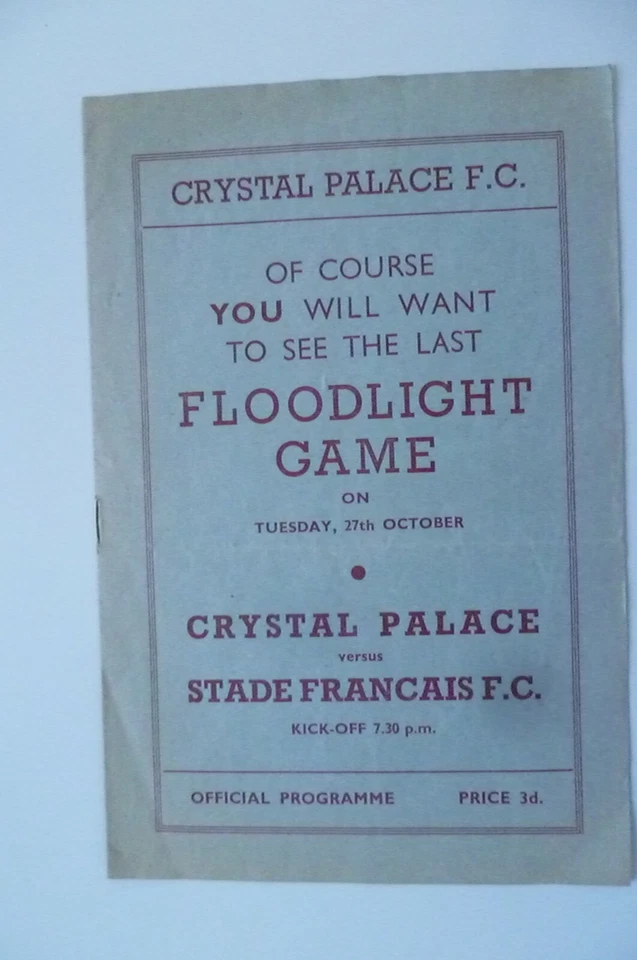 CRYSTAL PALACE F.C.
OF COURSE
YOU WILL WANT
TO SEE THE LAST
FLOODLIGHT
GAME
ON
TUESDAY, 27th OCTOBER
CRYSTAL PALACE
versus
STADE FRANCAIS F.C.
KICK-OFF 7.30 p.m.
OFFICIAL PROGRAMME PRICE 3d.